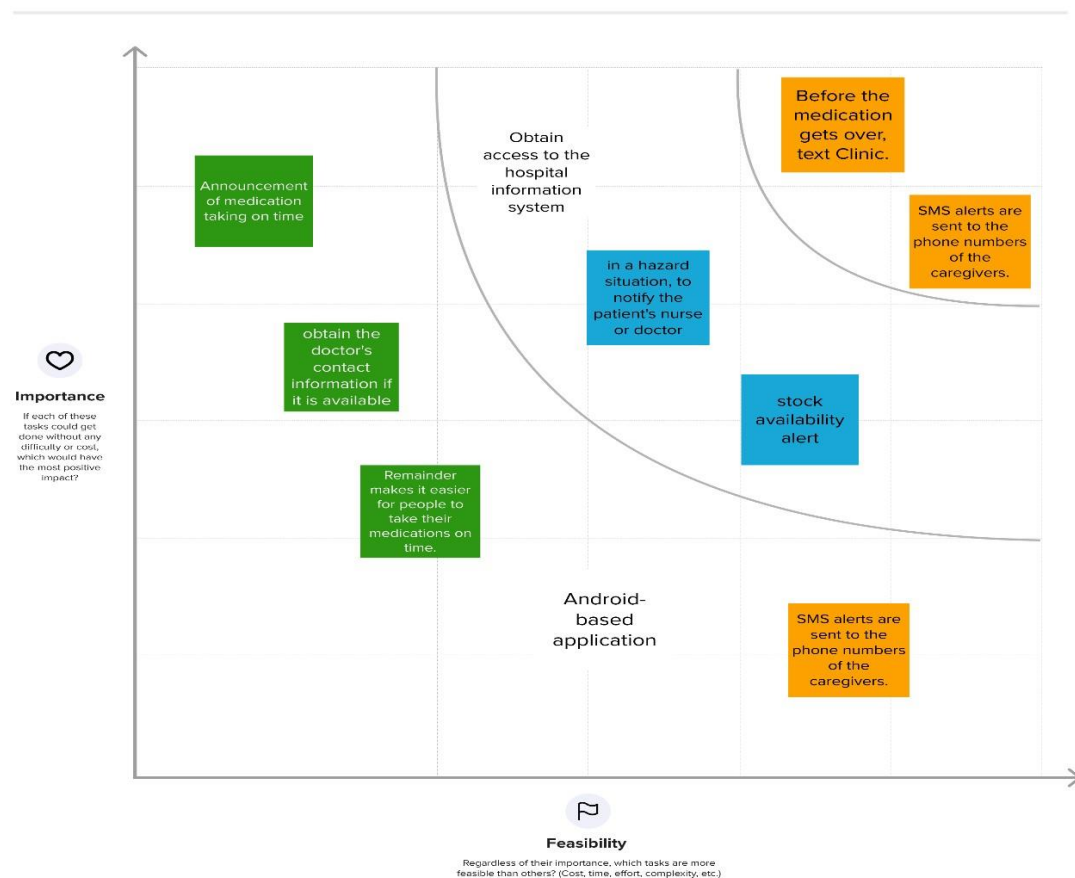 Before the
medication
gets over,
text Clinic.
Obtain
access to the
hospital
information
system
Announcement
of medication
taking on time
SMS alerts are
sent to the
phone numbers
of the
caregivers.
in a hazard
situation, to
notify the
patient's nurse
or doctor
obtain the
doctor's
contact
information if
it is available
stock
availability
alert
Importance
If each of these
tasks could get
done without any
difficulty or cost,
which would have
the most positive
impact?
Remainder
makes it easier
for people to
take their
medications on
time.
Android-
based
application
SMS alerts are
sent to the
phone numbers
of the
caregivers.
Feasibility
Regardless of their importance, which tasks are more
feasible than others? (Cost, time, effort, complexity, etc.)